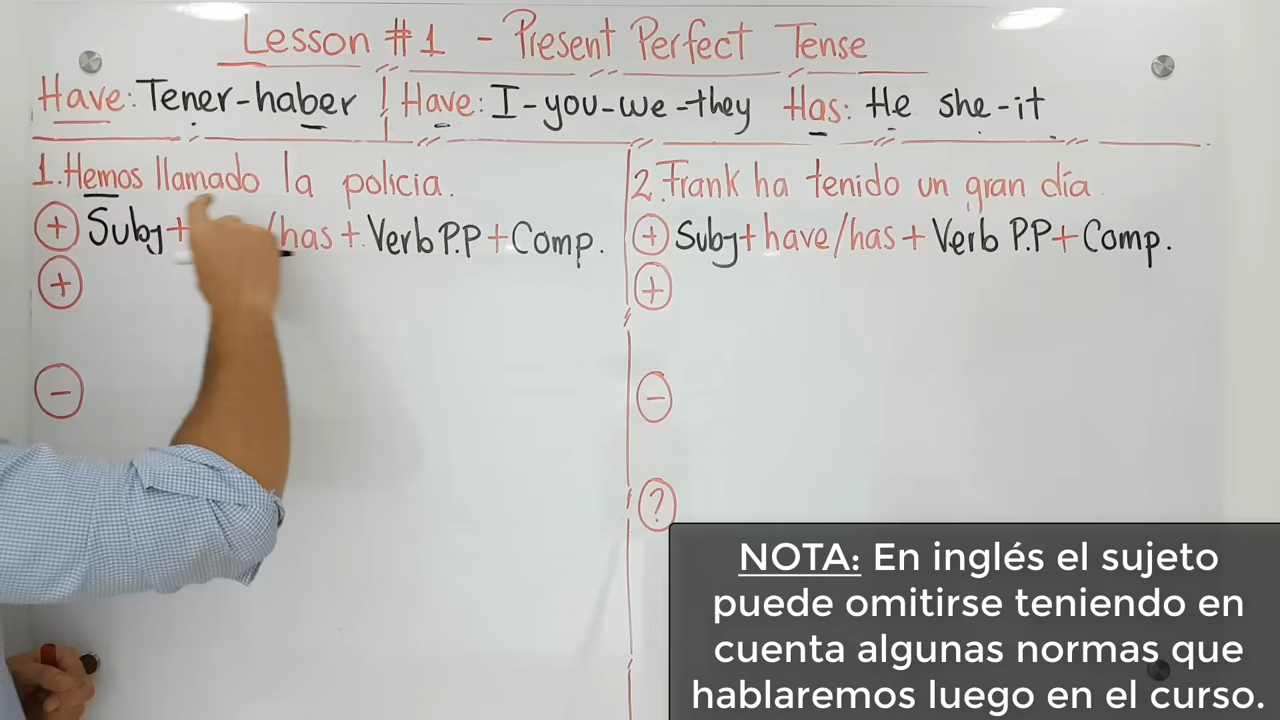 Lesson #1 - Present Perfect Tense
Have: Tener-haber | Have: I-you-we-they Has: He she-it
1. Hemos llamado la policia.
+ Subj + /has + Verb P.P + Comp.
+
-
2. Frank ha tenido un gran día.
+ Subj + have/has + Verb P.P + Comp.
+
-
?
NOTA: En inglés el sujeto
puede omitirse teniendo en
cuenta algunas normas que
hablaremos luego en el curso.